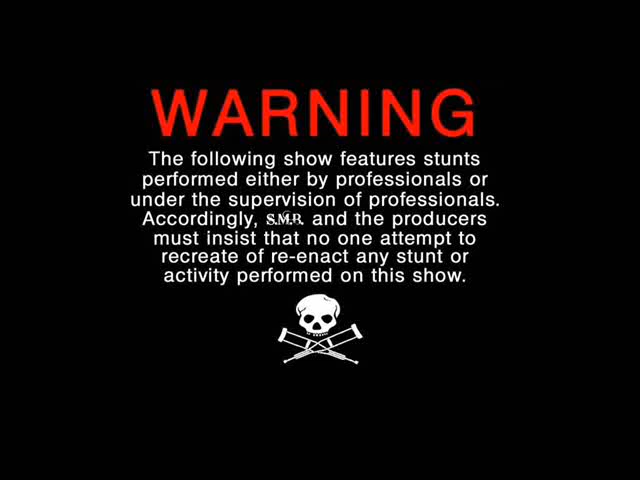 WARNING
The following show features stunts
performed either by professionals or
under the supervision of professionals.
Accordingly, S.M.P. and the producers
must insist that no one attempt to
recreate of re-enact any stunt or
activity performed on this show.